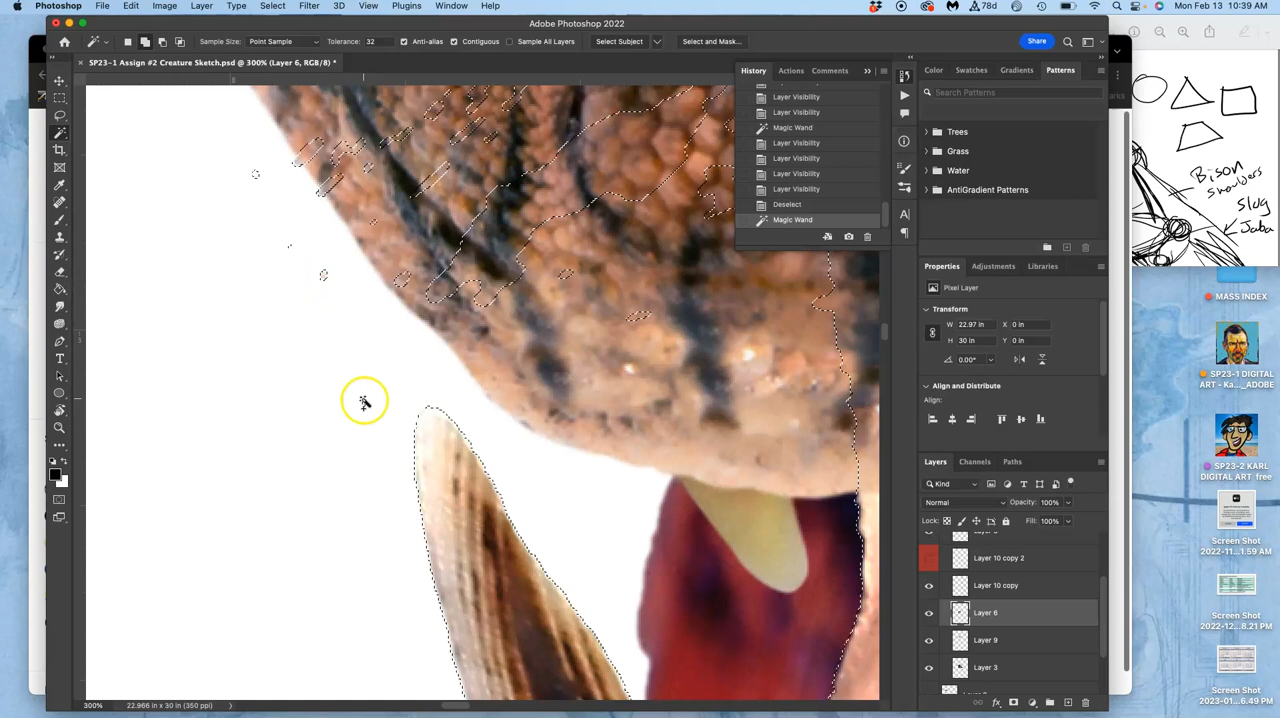 Photoshop File Edit Image Layer Type Select Filter 3D View Plugins Window Help
78d
Mon Feb 13 10:39 AM
Adobe Photoshop 2022
Sample Size: Point Sample Tolerance: 32 Anti-alias Contiguous Sample All Layers Select Subject Select and Mask... Share
SP23-1 Assign #2 Creature Sketch.psd @ 300% (Layer 6, RGB/8) *
History Actions Comments
Layer Visibility
Layer Visibility
Magic Wand
Layer Visibility
Layer Visibility
Layer Visibility
Layer Visibility
Deselect
Magic Wand
Color Swatches Gradients Patterns
Search Patterns
Trees
Grass
Water
AntiGradient Patterns
Properties Adjustments Libraries
Pixel Layer
Transform
W 22.97 in X 0 in
H 30 in Y 0 in
0.00°
Align and Distribute
Align:
Layers Channels Paths
Kind
Normal Opacity: 100%
Lock: Fill: 100%
Layer 10 copy 2
Layer 10 copy
Layer 6
Layer 9
Layer 3
300% 22.966 in x 30 in (350 ppi)
Bison
shoulders
Slug
Jaba
MASS INDEX
SP23-1 DIGITAL
ART - Ka..._ADOBE
SP23-2 KARL
DIGITAL ART free
Screen Shot
2022-11...1.59 AM
Screen Shot
2022-12...8.21 PM
Screen Shot
2023-01...6.49 PM